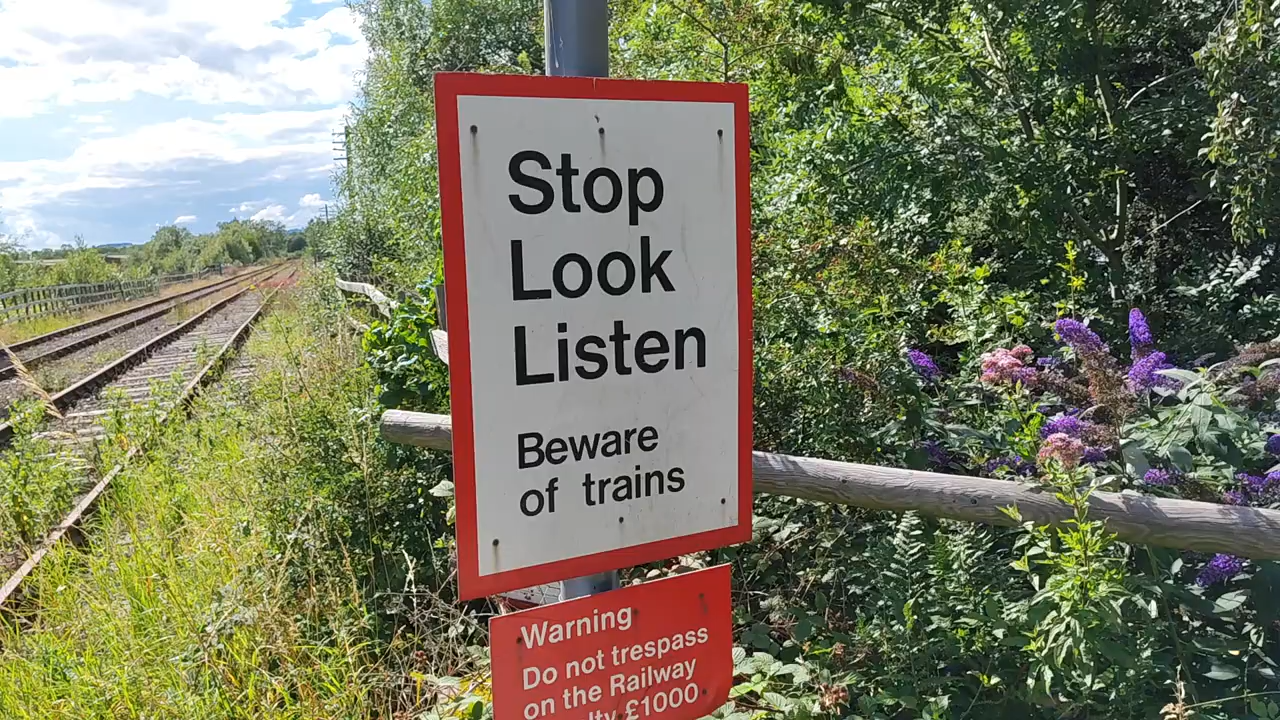 Stop
Look
Listen
Beware
of trains
Warning
Do not trespass
on the Railway
£1000